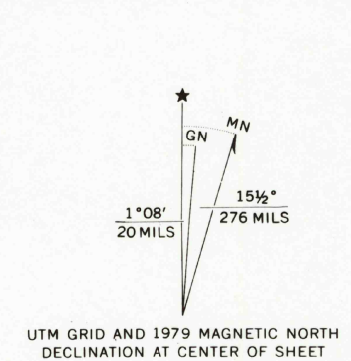 ★
MN
GN
1°08′
20 MILS
15½°
276 MILS
UTM GRID AND 1979 MAGNETIC NORTH
DECLINATION AT CENTER OF SHEET